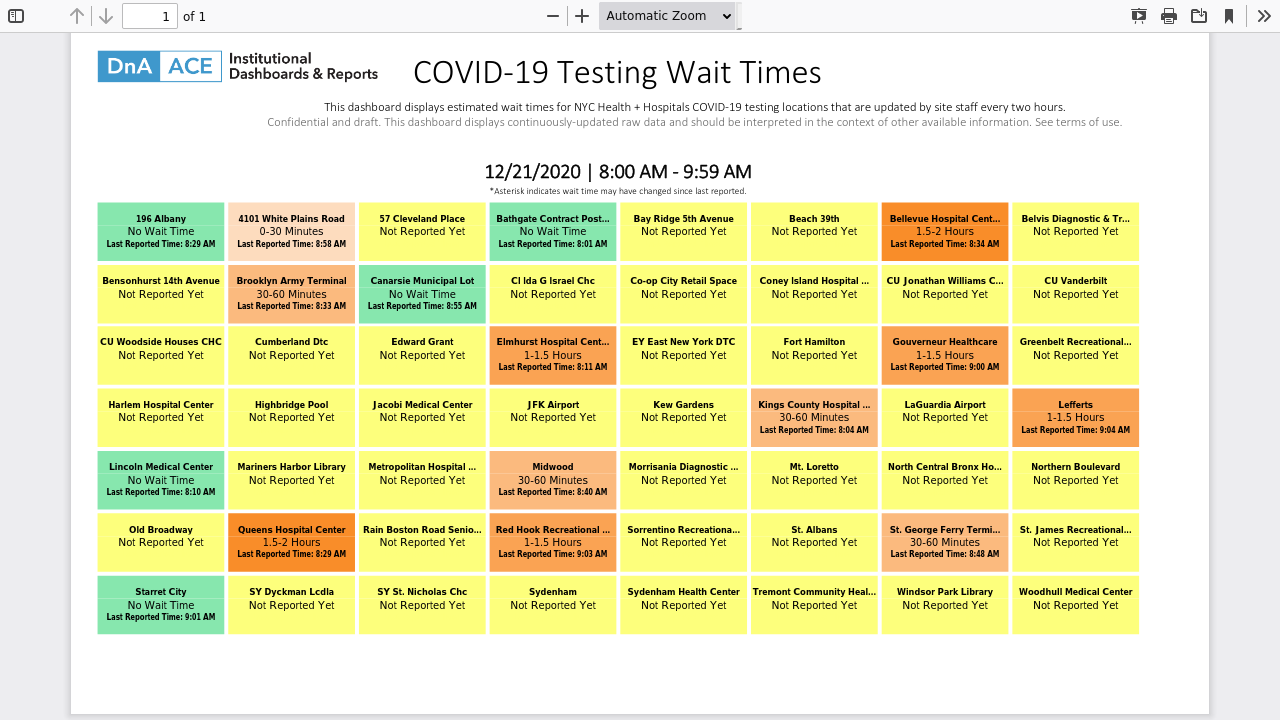 1 of 1
Automatic Zoom
DnA ACE Institutional
Dashboards & Reports
COVID-19 Testing Wait Times
This dashboard displays estimated wait times for NYC Health + Hospitals COVID-19 testing locations that are updated by site staff every two hours.
Confidential and draft. This dashboard displays continuously-updated raw data and should be interpreted in the context of other available information. See terms of use.
12/21/2020 | 8:00 AM - 9:59 AM
*Asterisk indicates wait time may have changed since last reported.
196 Albany
No Wait Time
Last Reported Time: 8:29 AM
4101 White Plains Road
0-30 Minutes
Last Reported Time: 8:58 AM
57 Cleveland Place
Not Reported Yet
Bathgate Contract Post...
No Wait Time
Last Reported Time: 8:01 AM
Bay Ridge 5th Avenue
Not Reported Yet
Beach 39th
Not Reported Yet
Bellevue Hospital Cent...
1.5-2 Hours
Last Reported Time: 8:34 AM
Belvis Diagnostic & Tr...
Not Reported Yet
Bensonhurst 14th Avenue
Not Reported Yet
Brooklyn Army Terminal
30-60 Minutes
Last Reported Time: 8:33 AM
Canarsie Municipal Lot
No Wait Time
Last Reported Time: 8:55 AM
Cl Ida G Israel Chc
Not Reported Yet
Co-op City Retail Space
Not Reported Yet
Coney Island Hospital ...
Not Reported Yet
CU Jonathan Williams C...
Not Reported Yet
CU Vanderbilt
Not Reported Yet
CU Woodside Houses CHC
Not Reported Yet
Cumberland Dtc
Not Reported Yet
Edward Grant
Not Reported Yet
Elmhurst Hospital Cent...
1-1.5 Hours
Last Reported Time: 8:11 AM
EY East New York DTC
Not Reported Yet
Fort Hamilton
Not Reported Yet
Gouverneur Healthcare
1-1.5 Hours
Last Reported Time: 9:00 AM
Greenbelt Recreational...
Not Reported Yet
Harlem Hospital Center
Not Reported Yet
Highbridge Pool
Not Reported Yet
Jacobi Medical Center
Not Reported Yet
JFK Airport
Not Reported Yet
Kew Gardens
Not Reported Yet
Kings County Hospital ...
30-60 Minutes
Last Reported Time: 8:04 AM
LaGuardia Airport
Not Reported Yet
Lefferts
1-1.5 Hours
Last Reported Time: 9:04 AM
Lincoln Medical Center
No Wait Time
Last Reported Time: 8:10 AM
Mariners Harbor Library
Not Reported Yet
Metropolitan Hospital ...
Not Reported Yet
Midwood
30-60 Minutes
Last Reported Time: 8:40 AM
Morrisania Diagnostic ...
Not Reported Yet
Mt. Loretto
Not Reported Yet
North Central Bronx Ho...
Not Reported Yet
Northern Boulevard
Not Reported Yet
Old Broadway
Not Reported Yet
Queens Hospital Center
1.5-2 Hours
Last Reported Time: 8:29 AM
Rain Boston Road Senio...
Not Reported Yet
Red Hook Recreational ...
1-1.5 Hours
Last Reported Time: 9:03 AM
Sorrentino Recreationa...
Not Reported Yet
St. Albans
Not Reported Yet
St. George Ferry Termi...
30-60 Minutes
Last Reported Time: 8:48 AM
St. James Recreational...
Not Reported Yet
Starret City
No Wait Time
Last Reported Time: 9:01 AM
SY Dyckman Lcdla
Not Reported Yet
SY St. Nicholas Chc
Not Reported Yet
Sydenham
Not Reported Yet
Sydenham Health Center
Not Reported Yet
Tremont Community Heal...
Not Reported Yet
Windsor Park Library
Not Reported Yet
Woodhull Medical Center
Not Reported Yet